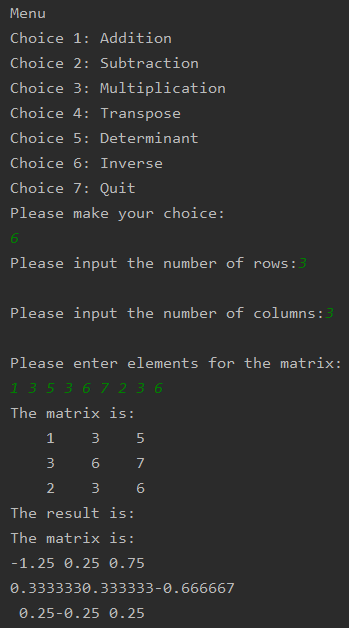 Menu
Choice 1: Addition
Choice 2: Subtraction
Choice 3: Multiplication
Choice 4: Transpose
Choice 5: Determinant
Choice 6: Inverse
Choice 7: Quit
Please make your choice:
6
Please input the number of rows:3
Please input the number of columns:3
Please enter elements for the matrix:
1 3 5 3 6 7 2 3 6
The matrix is:
1 3 5
3 6 7
2 3 6
The result is:
The matrix is:
-1.25 0.25 0.75
0.3333330.333333-0.666667
0.25-0.25 0.25